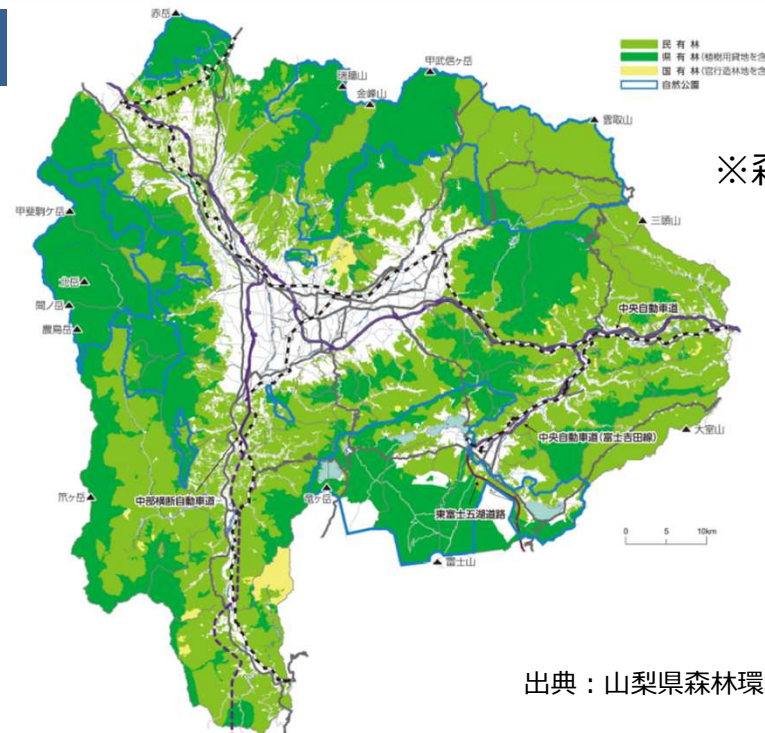 赤岳
瑞牆山
金峰山
甲武信ヶ岳
民有林
県有林(植樹用貸地を含
国有林(官行造林地を含
自然公園
雲取山
※森
三頭山
甲斐駒ケ岳
北岳
間ノ岳
農鳥岳
中央自動車道
大室山
中央自動車道(富士吉田線)
笊ヶ岳
中部横断自動車道
竜ヶ岳
東富士五湖道路
富士山
0 5 10km
出典：山梨県森林環